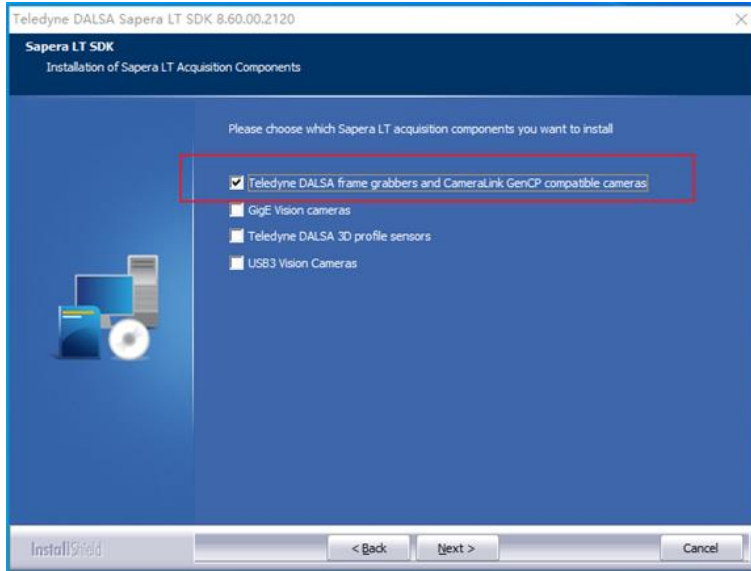 Teledyne DALSA Sapera LT SDK 8.60.00.2120
Sapera LT SDK
Installation of Sapera LT Acquisition Components
Please choose which Sapera LT acquisition components you want to install
Teledyne DALSA frame grabbers and CameraLink GenCP compatible cameras
GigE Vision cameras
Teledyne DALSA 3D profile sensors
USB3 Vision Cameras
InstallShield
< Back
Next >
Cancel